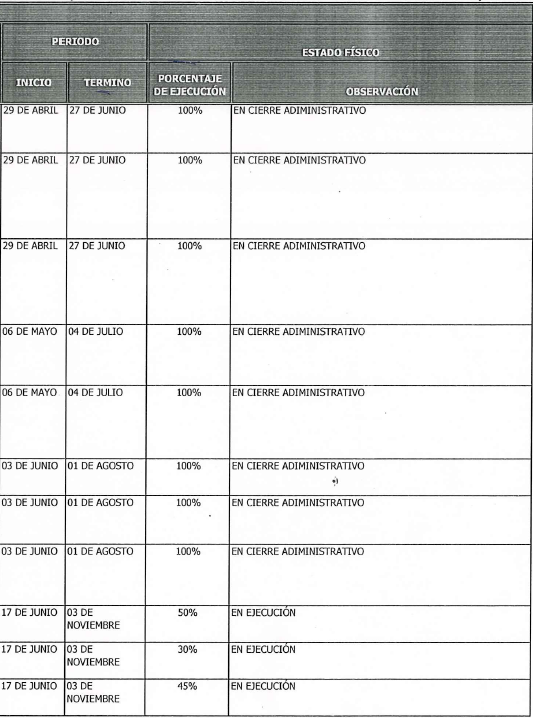 PERIODO
ESTADO FÍSICO
INICIO TERMINO PORCENTAJE DE EJECUCIÓN OBSERVACIÓN
29 DE ABRIL 27 DE JUNIO 100% EN CIERRE ADIMINISTRATIVO
29 DE ABRIL 27 DE JUNIO 100% EN CIERRE ADIMINISTRATIVO
29 DE ABRIL 27 DE JUNIO 100% EN CIERRE ADIMINISTRATIVO
06 DE MAYO 04 DE JULIO 100% EN CIERRE ADIMINISTRATIVO
06 DE MAYO 04 DE JULIO 100% EN CIERRE ADIMINISTRATIVO
03 DE JUNIO 01 DE AGOSTO 100% EN CIERRE ADIMINISTRATIVO
03 DE JUNIO 01 DE AGOSTO 100% EN CIERRE ADIMINISTRATIVO
03 DE JUNIO 01 DE AGOSTO 100% EN CIERRE ADIMINISTRATIVO
17 DE JUNIO 03 DE NOVIEMBRE 50% EN EJECUCIÓN
17 DE JUNIO 03 DE NOVIEMBRE 30% EN EJECUCIÓN
17 DE JUNIO 03 DE NOVIEMBRE 45% EN EJECUCIÓN